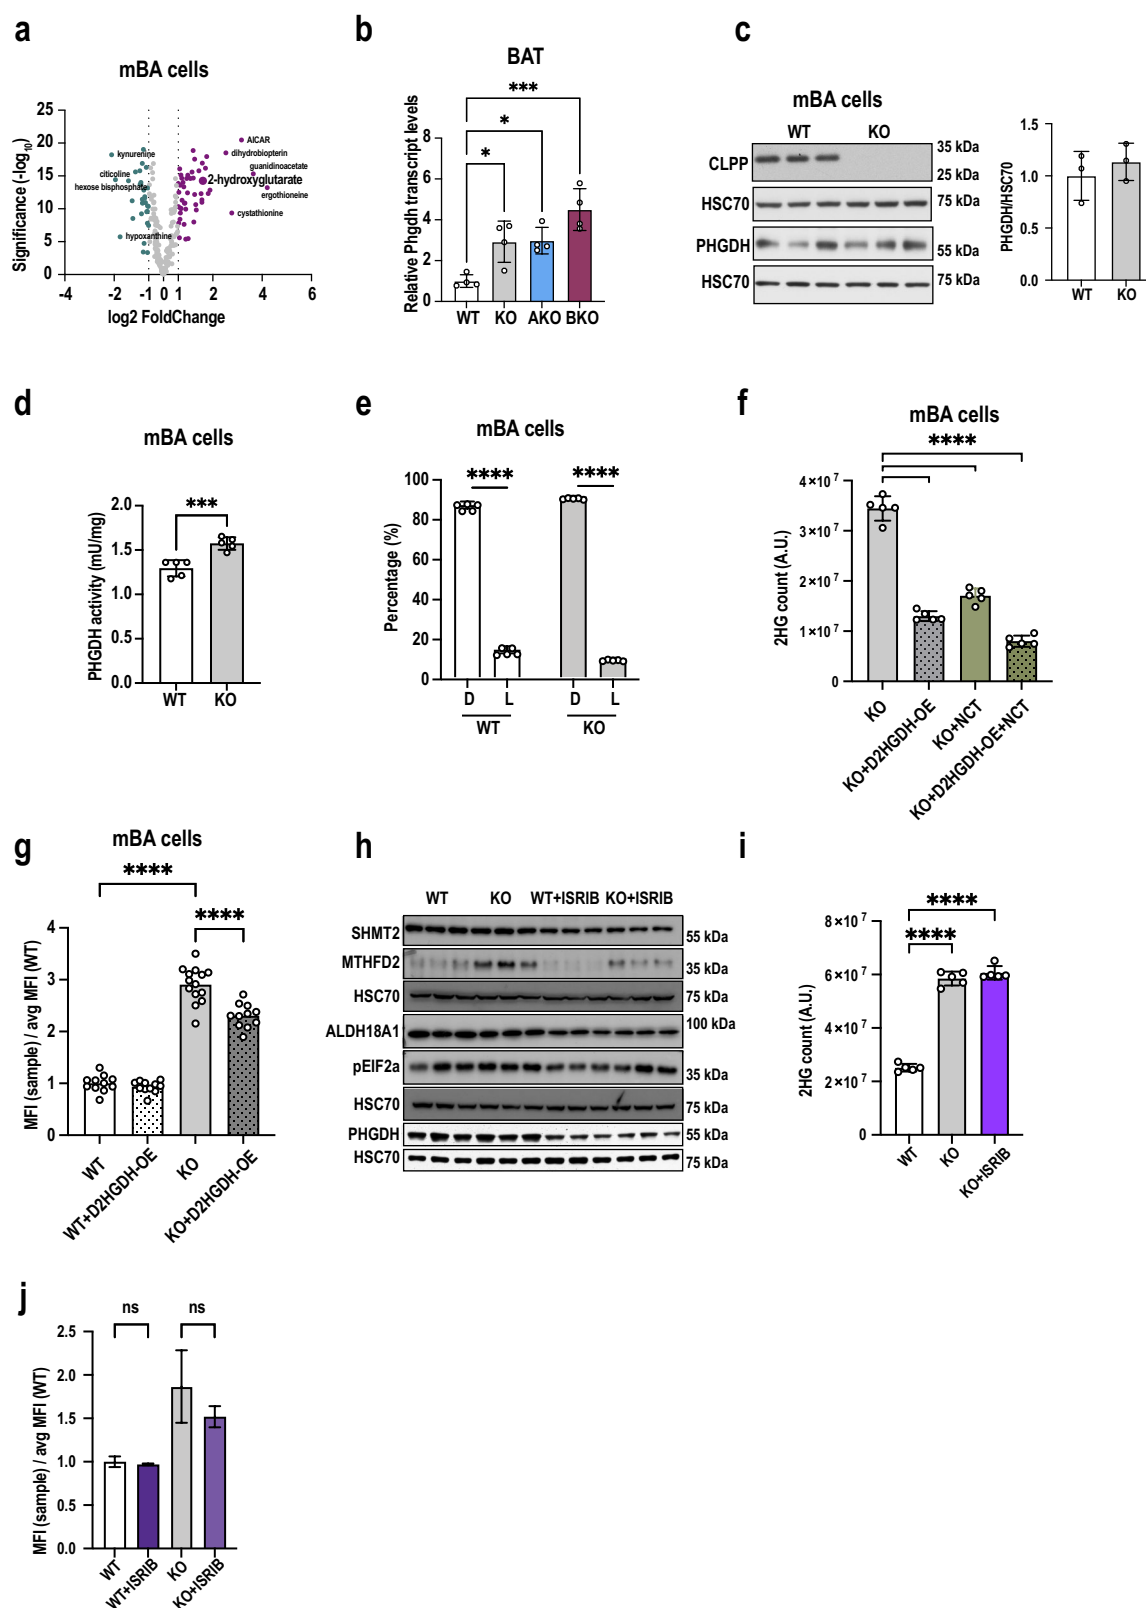 a
mBA cells
Significance (-log10)
25
20
15
10
5
0
-4
-2
-1
0
1
2
4
6
log2 FoldChange
kynurenine
citicoline
hexose bisphosphate
hypoxanthine
AICAR
dihydrobiopterin
guanidinoacetate
2-hydroxyglutarate
ergothioneine
cystathionine
b
BAT
***
*
*
Relative Phgdh transcript levels
8
6
4
2
0
WT KO AKO BKO
c
mBA cells
WT KO
CLPP
35 kDa
25 kDa
HSC70
75 kDa
PHGDH
55 kDa
HSC70
75 kDa
PHGDH/HSC70
1.5
1.0
0.5
0.0
WT KO
d
mBA cells
***
PHGDH activity (mU/mg)
2.0
1.5
1.0
0.5
0.0
WT KO
e
mBA cells
**** ****
Percentage (%)
100
80
60
40
20
0
D L D L
WT KO
f
mBA cells
****
2HG count (A.U.)
4×10 7
3×10 7
2×10 7
1×10 7
0
KO
KO+D2HGDH-OE
KO+NCT
KO+D2HGDH-OE+NCT
g
mBA cells
****
****
MFI (sample) / avg MFI (WT)
4
3
2
1
0
WT
WT+D2HGDH-OE
KO
KO+D2HGDH-OE
h
WT KO WT+ISRIB KO+ISRIB
SHMT2
55 kDa
MTHFD2
35 kDa
HSC70
75 kDa
ALDH18A1
100 kDa
pEIF2a
35 kDa
HSC70
75 kDa
PHGDH
55 kDa
HSC70
75 kDa
i
****
****
2HG count (A.U.)
8×10 7
6×10 7
4×10 7
2×10 7
0
WT
KO
KO+ISRIB
j
ns ns
MFI (sample) / avg MFI (WT)
2.5
2.0
1.5
1.0
0.5
0.0
WT
WT+ISRIB
KO
KO+ISRIB